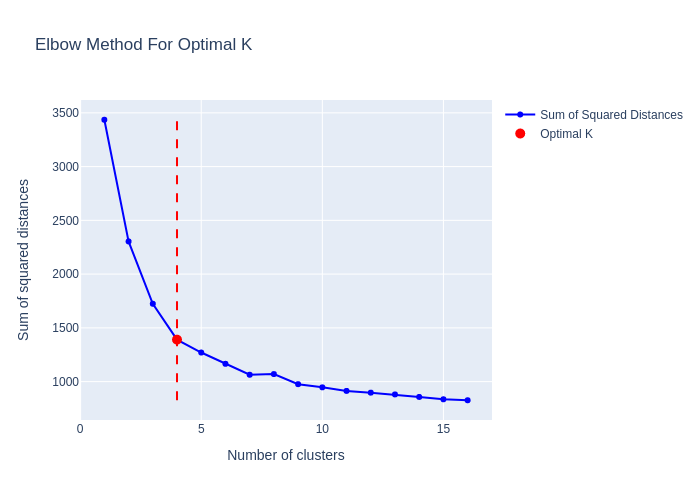 Elbow Method For Optimal K
Sum of Squared Distances
Optimal K
Sum of squared distances
3500
3000
2500
2000
1500
1000
0
5
10
15
Number of clusters